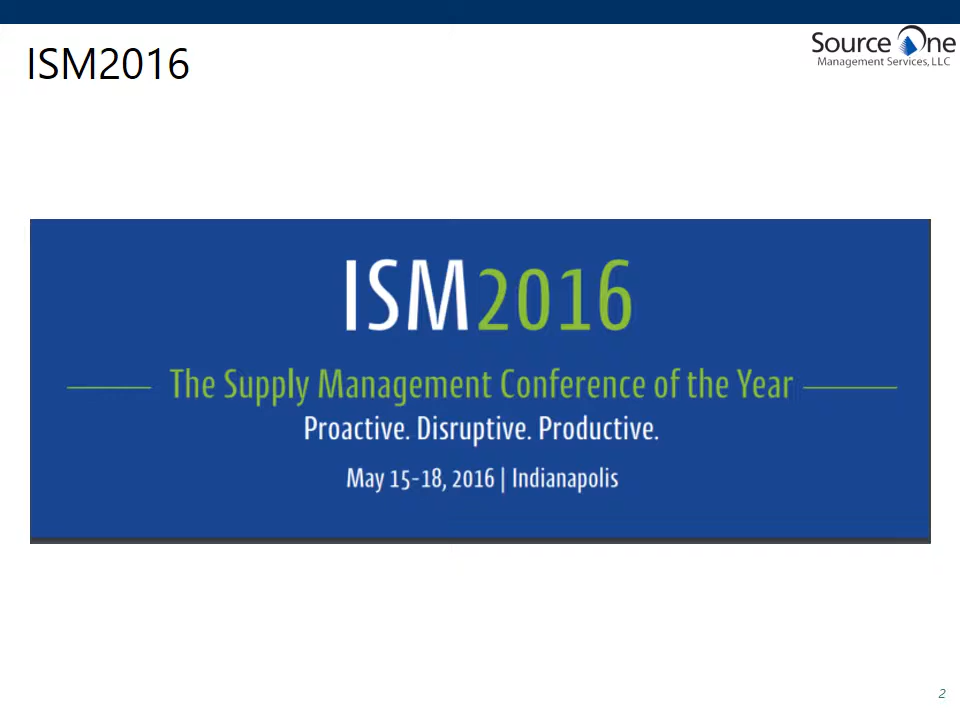 ISM2016
Source One
Management Services, LLC
ISM2016
The Supply Management Conference of the Year
Proactive. Disruptive. Productive.
May 15-18, 2016 | Indianapolis
2